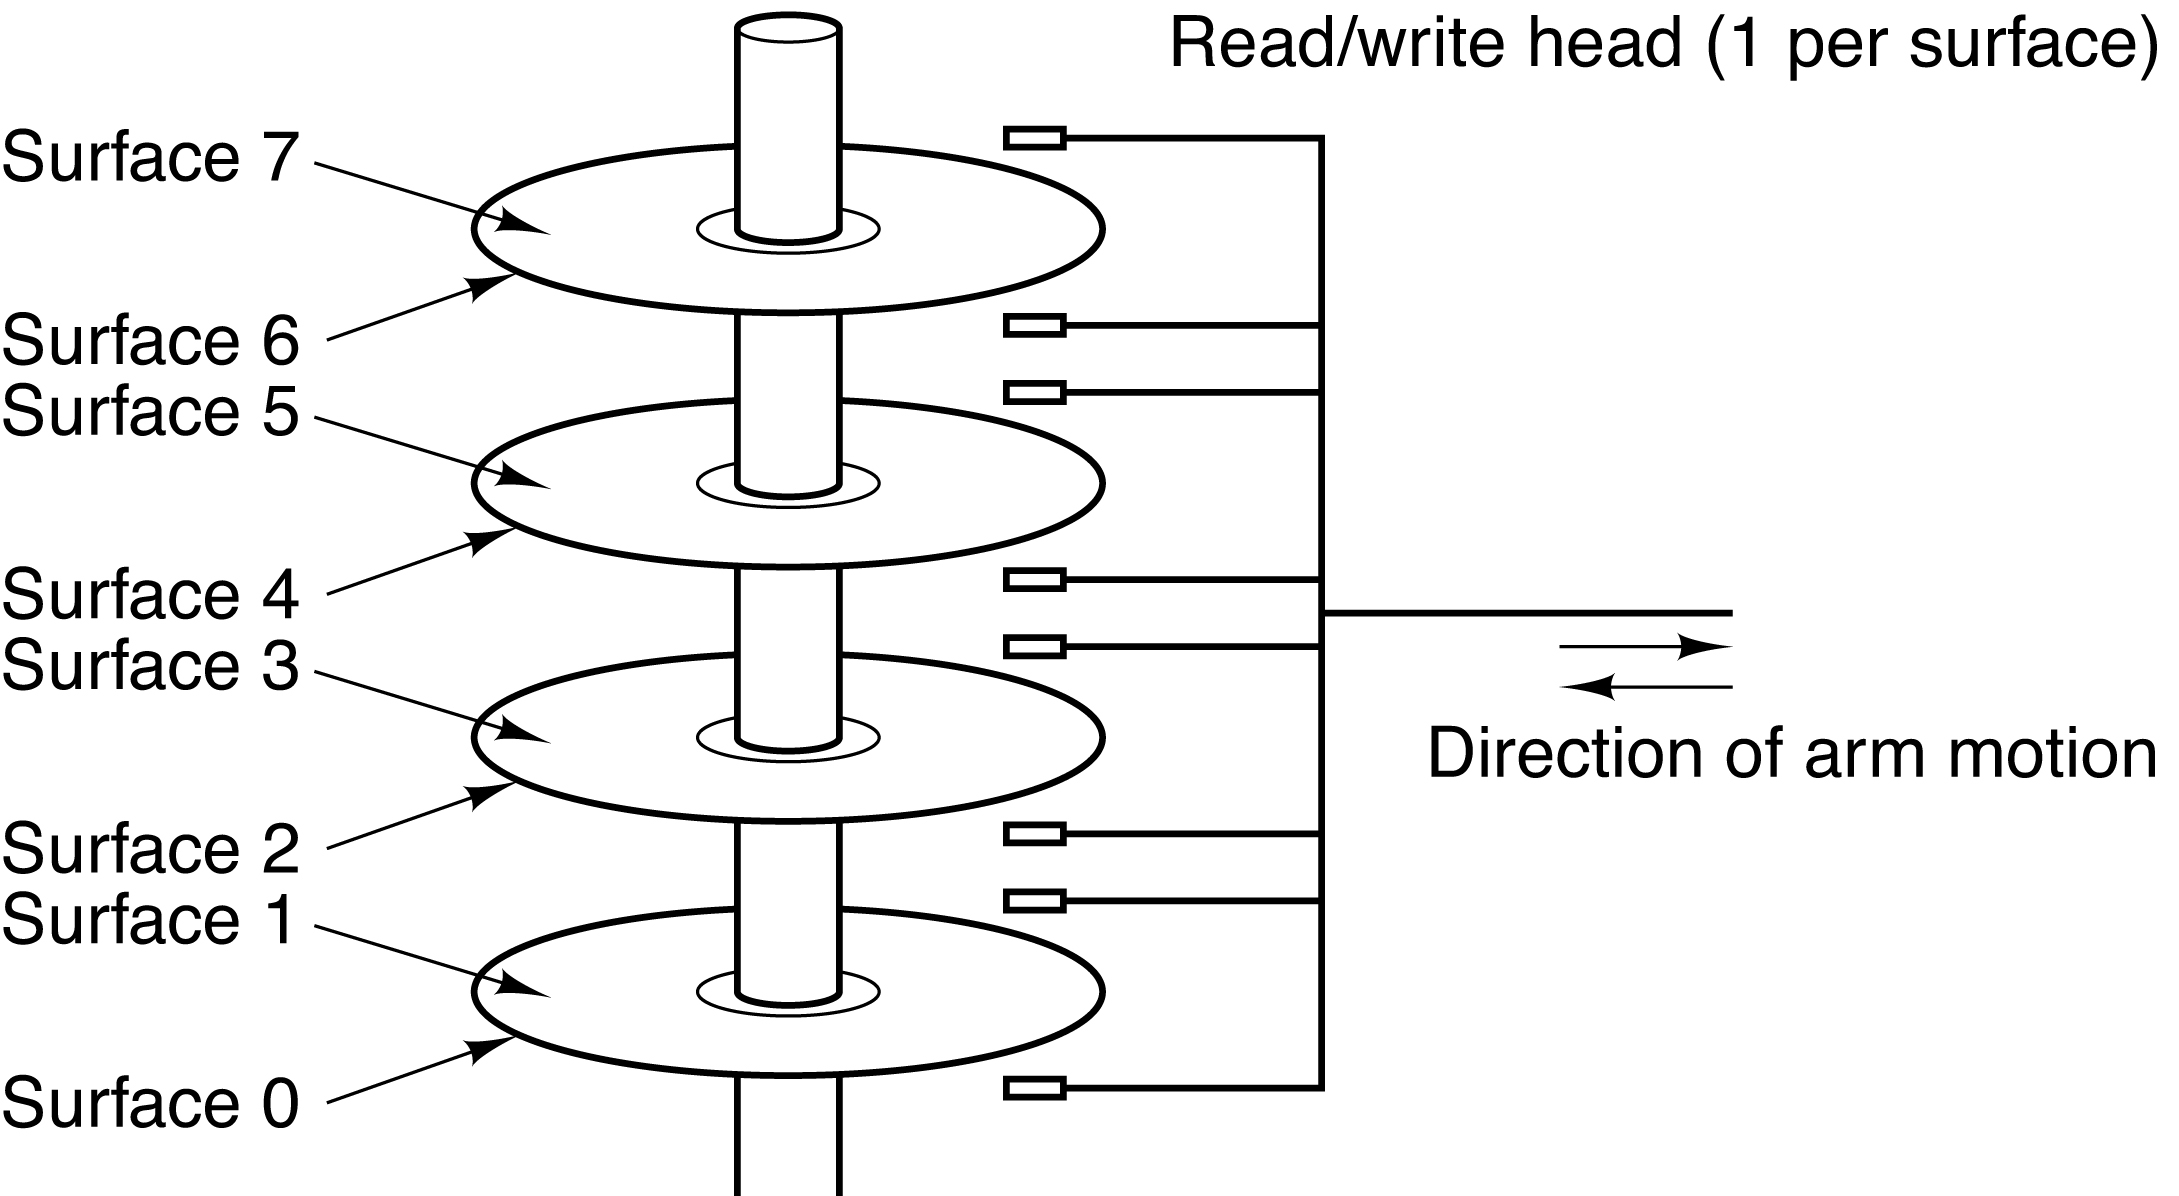 Read/write head (1 per surface)
Surface 7
Surface 6
Surface 5
Surface 4
Surface 3
Direction of arm motion
Surface 2
Surface 1
Surface 0